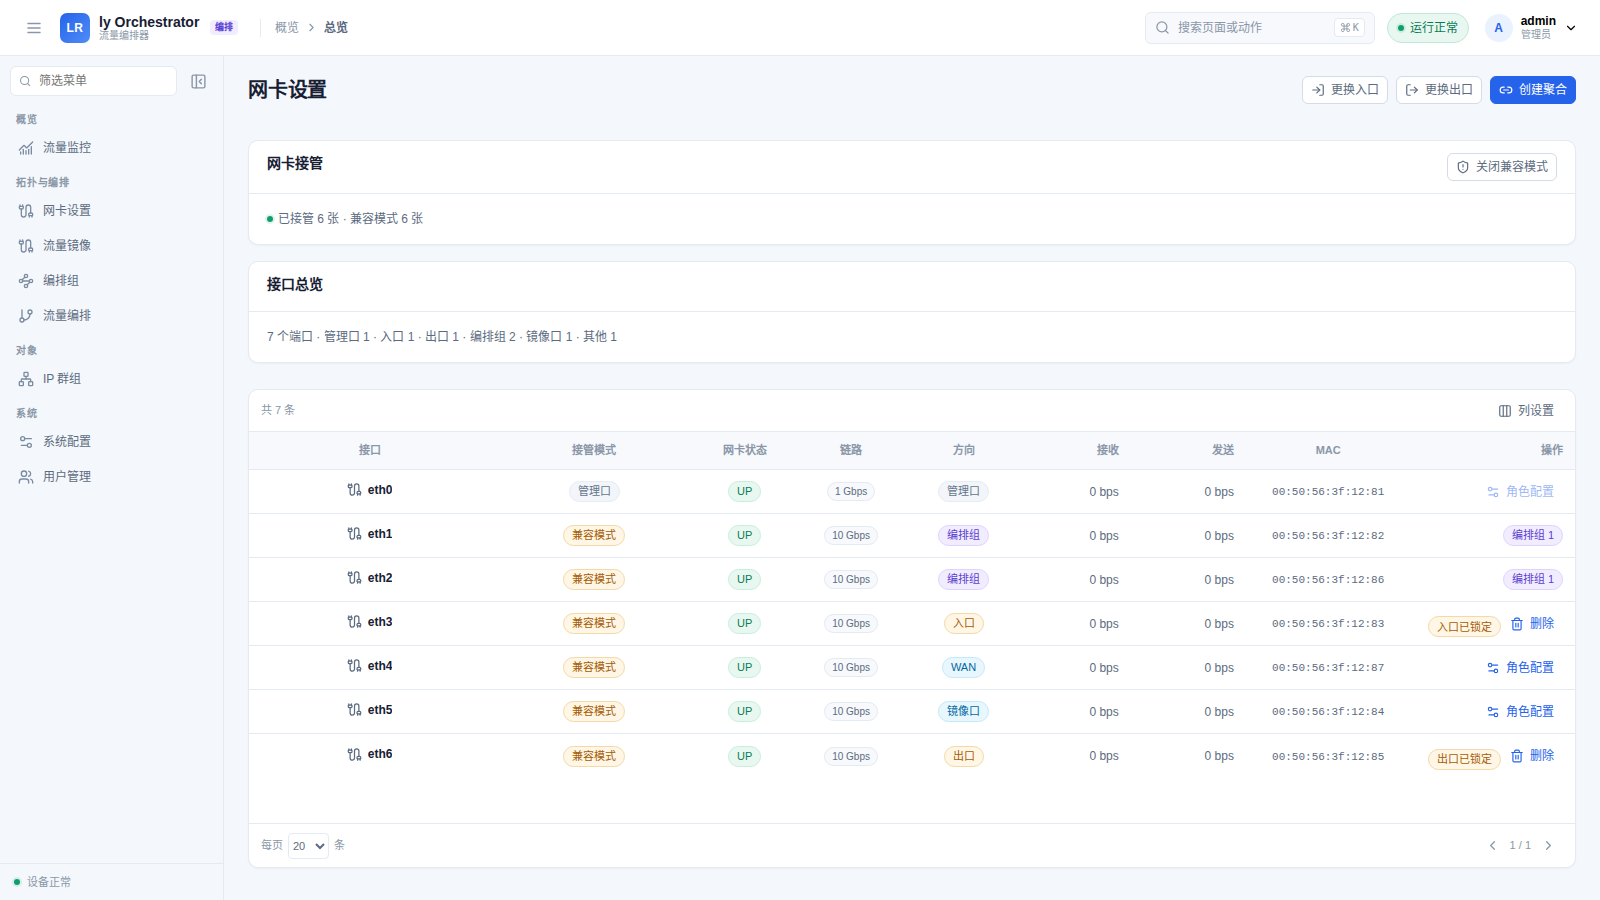 LR
ly Orchestrator
流量编排器
编排
概览
总览
搜索页面或动作
⌘K
运行正常
A
admin
管理员
筛选菜单
概览
流量监控
拓扑与编排
网卡设置
流量镜像
编排组
流量编排
对象
IP 群组
系统
系统配置
用户管理
设备正常
网卡设置
更换入口
更换出口
创建聚合
网卡接管
关闭兼容模式
已接管 6 张 · 兼容模式 6 张
接口总览
7 个端口 · 管理口 1 · 入口 1 · 出口 1 · 编排组 2 · 镜像口 1 · 其他 1
共 7 条
列设置
接口 接管模式 网卡状态 链路 方向 接收 发送 MAC 操作
eth0 管理口 UP 1 Gbps 管理口 0 bps 0 bps 00:50:56:3f:12:81 角色配置
eth1 兼容模式 UP 10 Gbps 编排组 0 bps 0 bps 00:50:56:3f:12:82 编排组 1
eth2 兼容模式 UP 10 Gbps 编排组 0 bps 0 bps 00:50:56:3f:12:86 编排组 1
eth3 兼容模式 UP 10 Gbps 入口 0 bps 0 bps 00:50:56:3f:12:83 入口已锁定 删除
eth4 兼容模式 UP 10 Gbps WAN 0 bps 0 bps 00:50:56:3f:12:87 角色配置
eth5 兼容模式 UP 10 Gbps 镜像口 0 bps 0 bps 00:50:56:3f:12:84 角色配置
eth6 兼容模式 UP 10 Gbps 出口 0 bps 0 bps 00:50:56:3f:12:85 出口已锁定 删除
每页 20 条
1 / 1